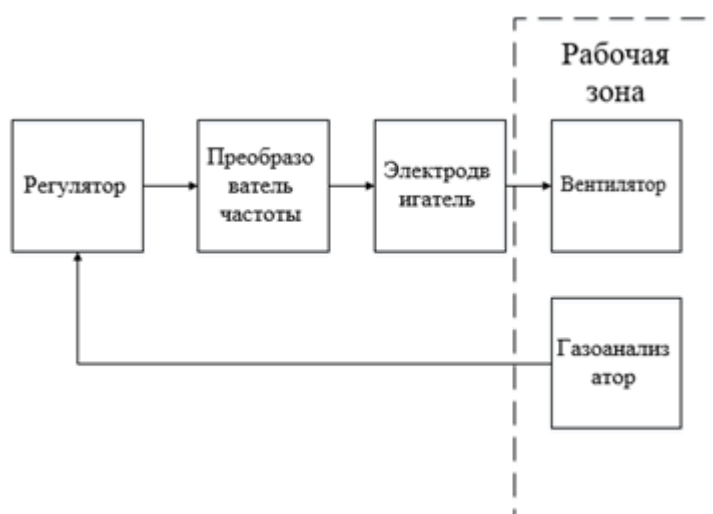 Рабочая
зона
Регулятор
Преобразо
ватель
частоты
Электродв
игатель
Вентилятор
Газоанализ
атор